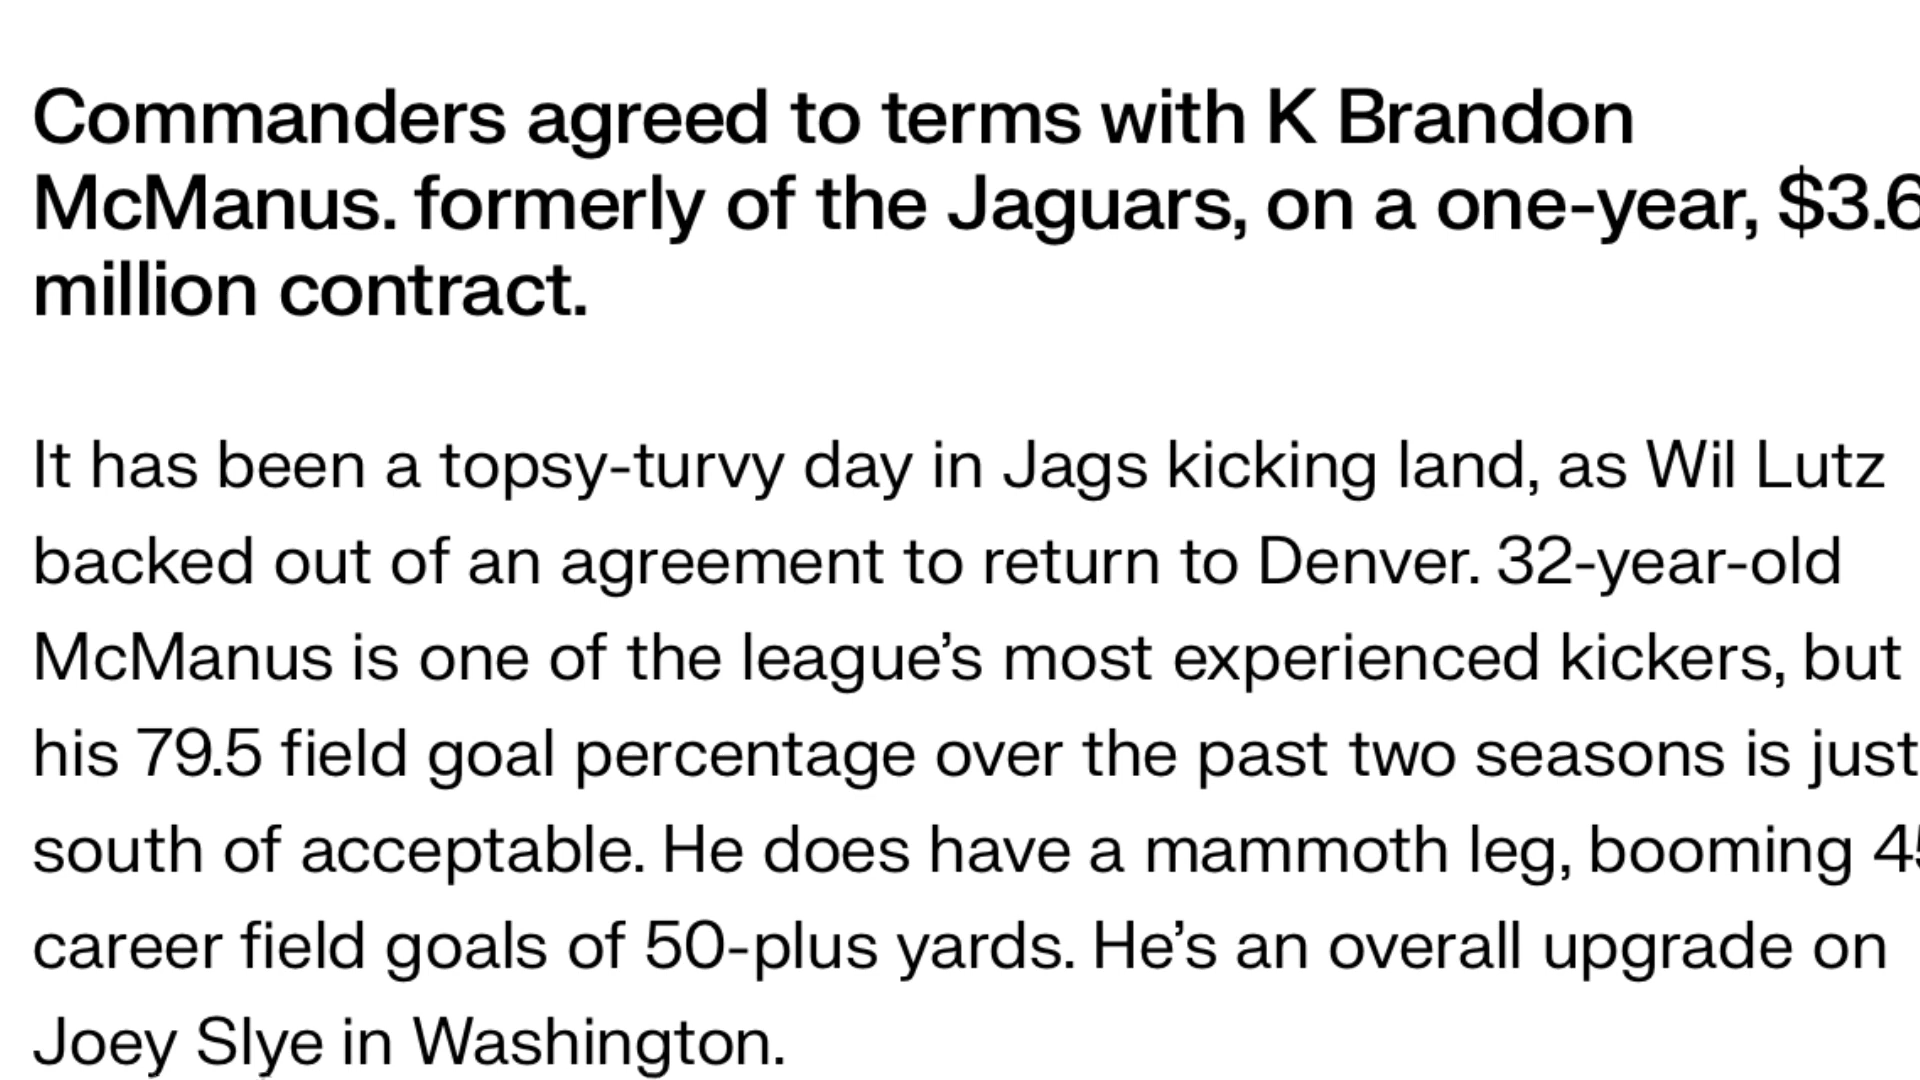 Commanders agreed to terms with K Brandon
McManus. formerly of the Jaguars, on a one-year, $3.6
million contract.
It has been a topsy-turvy day in Jags kicking land, as Wil Lutz
backed out of an agreement to return to Denver. 32-year-old
McManus is one of the league’s most experienced kickers, but
his 79.5 field goal percentage over the past two seasons is just
south of acceptable. He does have a mammoth leg, booming 45
career field goals of 50-plus yards. He’s an overall upgrade on
Joey Slye in Washington.